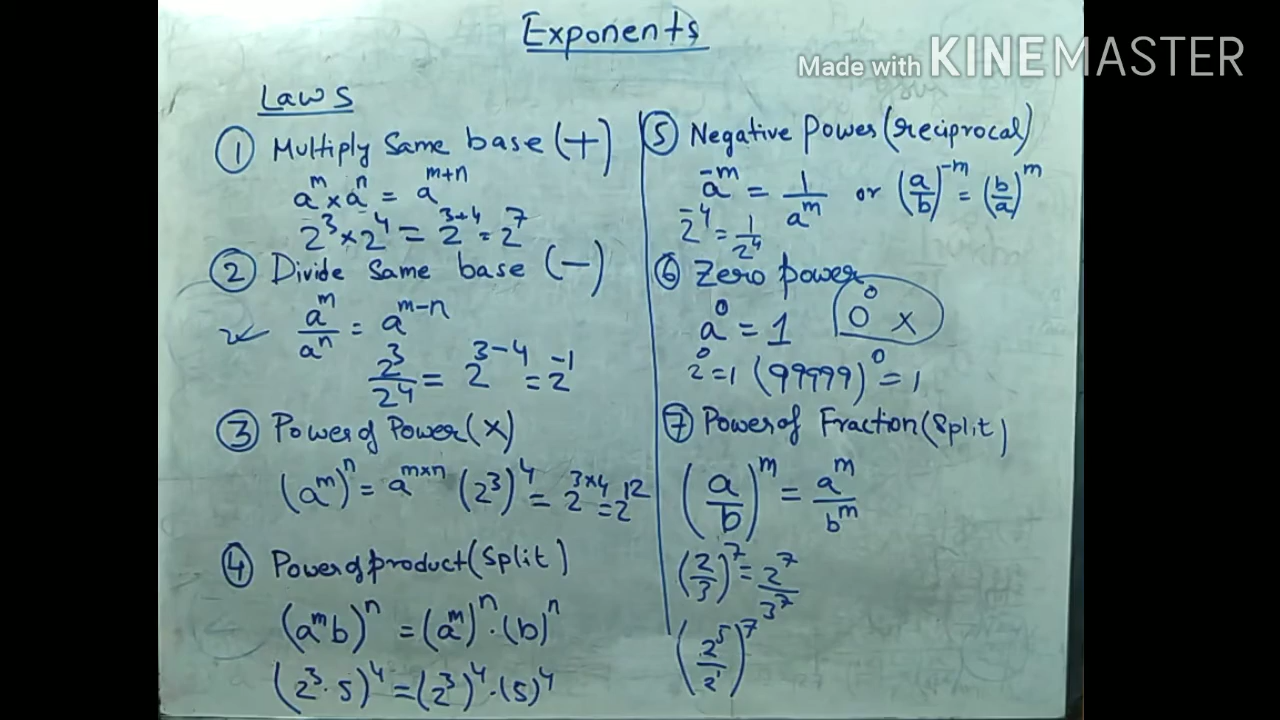 Exponents
Made with KINEMASTER
Laws
① Multiply Same base (+)
a^m × a^n = a^{m+n}
2^3 × 2^4 = 2^{3+4} = 2^7
② Divide Same base (−)
a^m/a^n = a^{m−n}
2^3/2^4 = 2^{3−4} = 2^{−1}
③ Power of Power (×)
(a^m)^n = a^{m×n} (2^3)^4 = 2^{3×4} = 2^{12}
④ Power of product (Split)
(a^m b)^n = (a^m)^n · (b)^n
(2^3 · 5)^4 = (2^3)^4 · (5)^4
⑤ Negative Power (reciprocal)
a^{−m} = 1/a^m or (a/b)^{−m} = (b/a)^m
2^{−4} = 1/2^4
⑥ Zero power
a^0 = 1 0^0 ×
2^0 = 1 (99999)^0 = 1
⑦ Power of Fraction (Split)
(a/b)^m = a^m/b^m
(2/3)^7 = 2^7/3^7
(2^5/2^1)^7